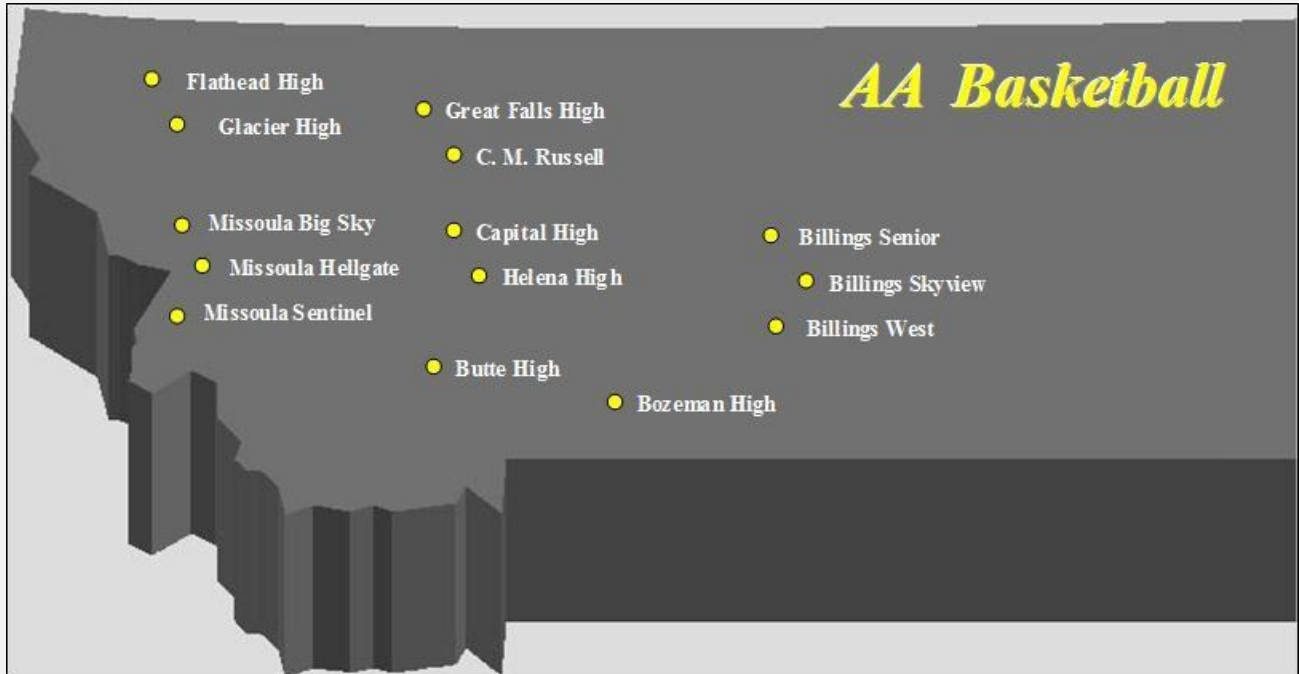 AA Basketball
Flathead High
Glacier High
Great Falls High
C. M. Russell
Missoula Big Sky
Missoula Hellgate
Missoula Sentinel
Capital High
Helena High
Billings Senior
Billings Skyview
Billings West
Butte High
Bozeman High